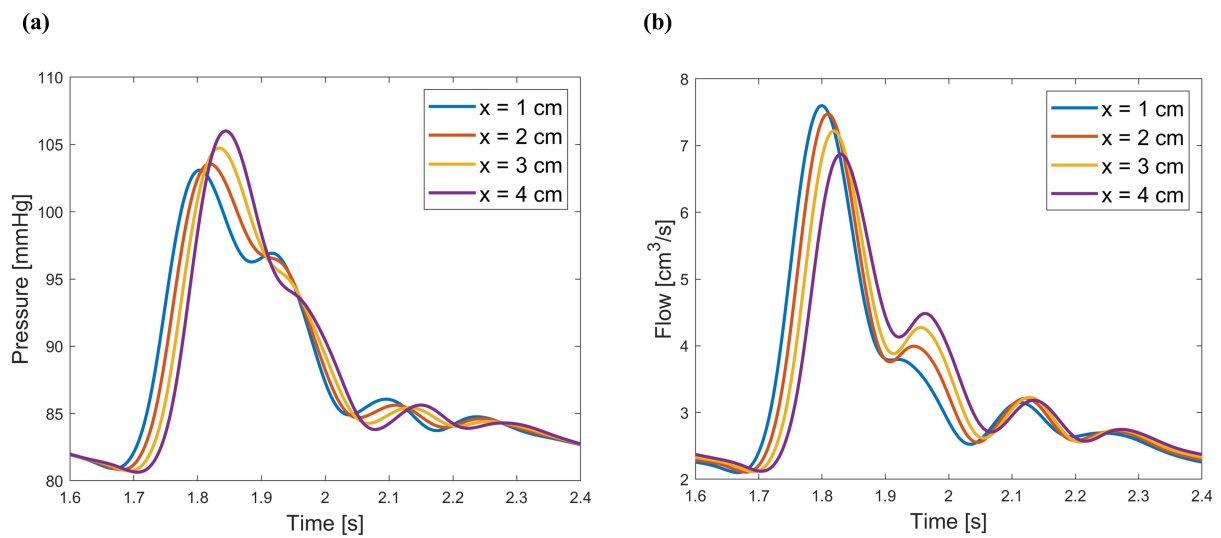 (a)
(b)
110
105
100
95
90
85
80
Pressure [mmHg]
1.6 1.7 1.8 1.9 2 2.1 2.2 2.3 2.4
Time [s]
x = 1 cm
x = 2 cm
x = 3 cm
x = 4 cm
8
7
6
5
4
3
2
Flow [cm³/s]
1.6 1.7 1.8 1.9 2 2.1 2.2 2.3 2.4
Time [s]
x = 1 cm
x = 2 cm
x = 3 cm
x = 4 cm